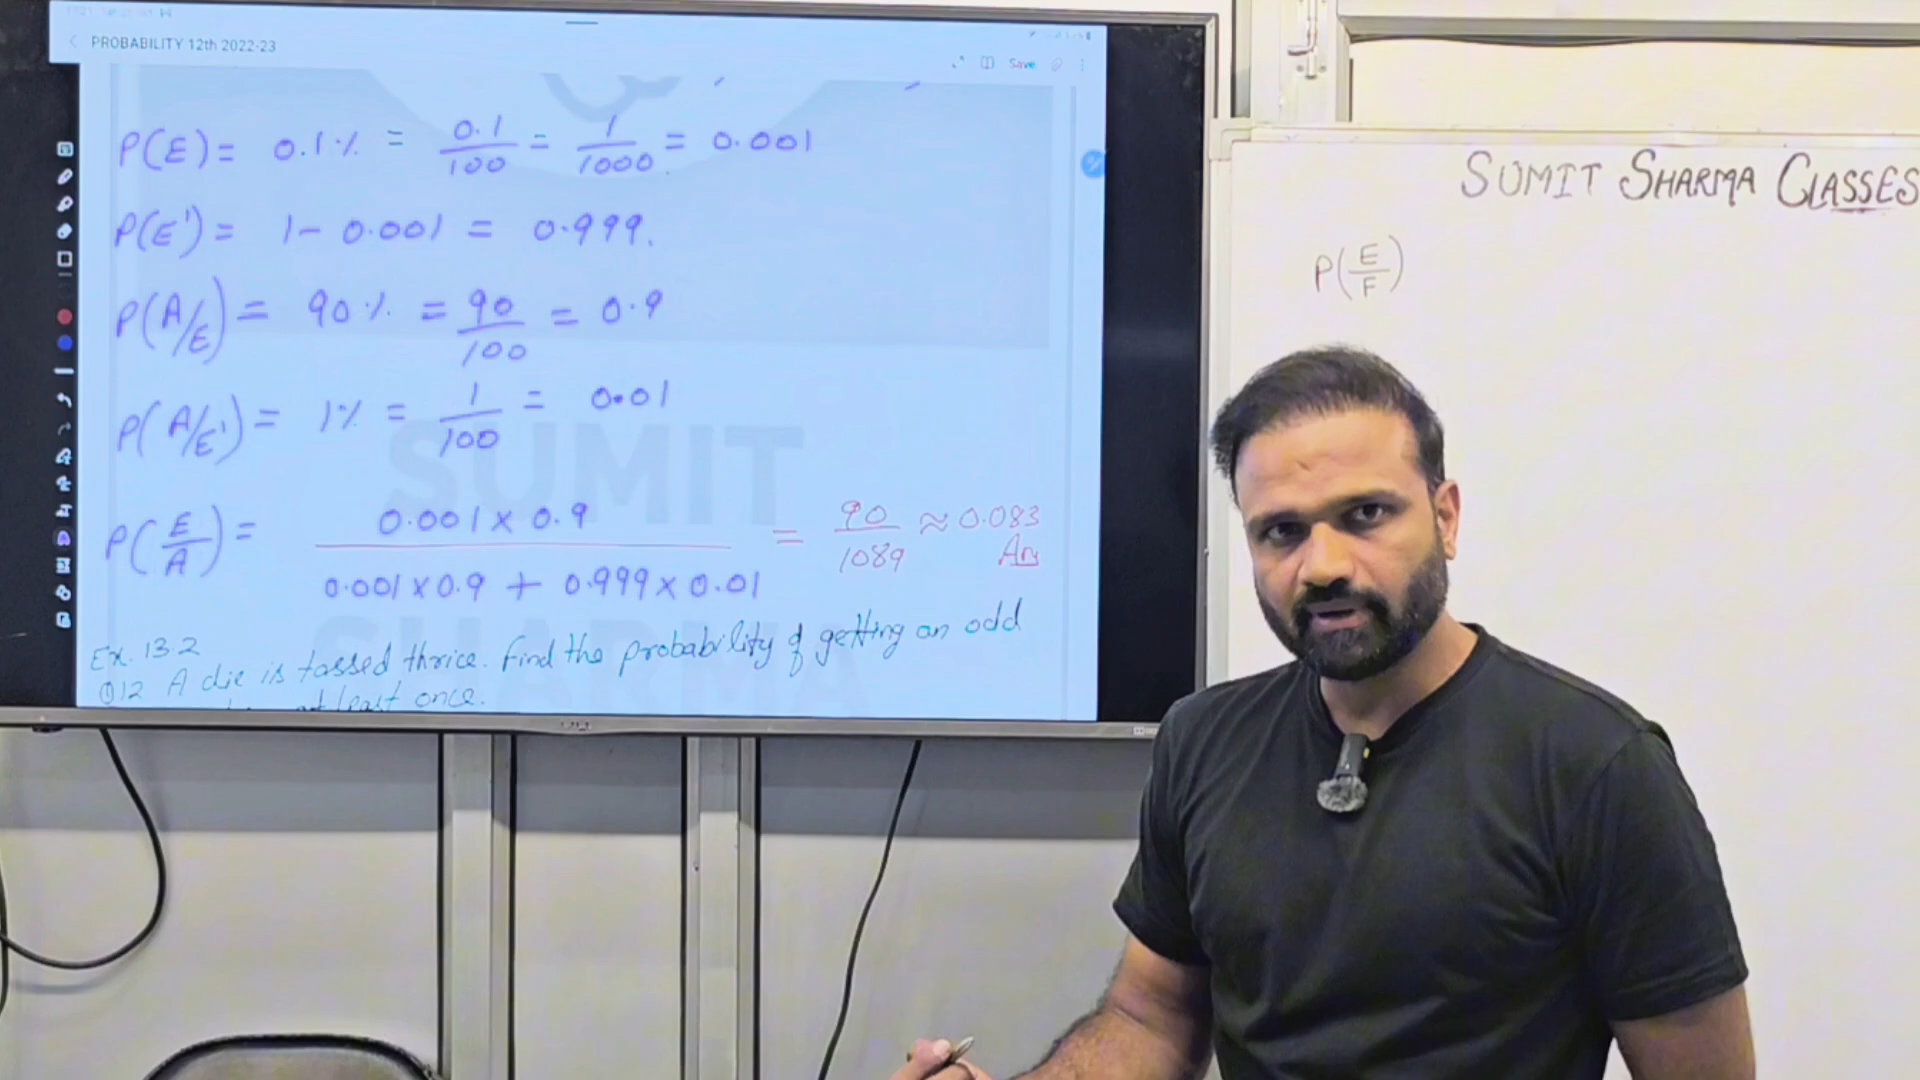 PROBABILITY 12th 2022-23
Save
P(E) = 0.1% = 0.1/100 = 1/1000 = 0.001
P(E') = 1 - 0.001 = 0.999.
P(A/E) = 90% = 90/100 = 0.9
P(A/E') = 1% = 1/100 = 0.01
P(E/A) = 0.001 x 0.9 / 0.001 x 0.9 + 0.999 x 0.01 = 90/1089 ≈ 0.083
Ans
Ex. 13.2
Q12 A die is tossed thrice. Find the probability of getting an odd
at least once.
SUMIT
SHARMA
SUMIT SHARMA CLASSES
P(E/F)